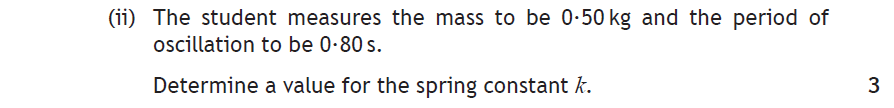 (ii) The student measures the mass to be 0·50 kg and the period of
oscillation to be 0·80 s.
Determine a value for the spring constant k. 3